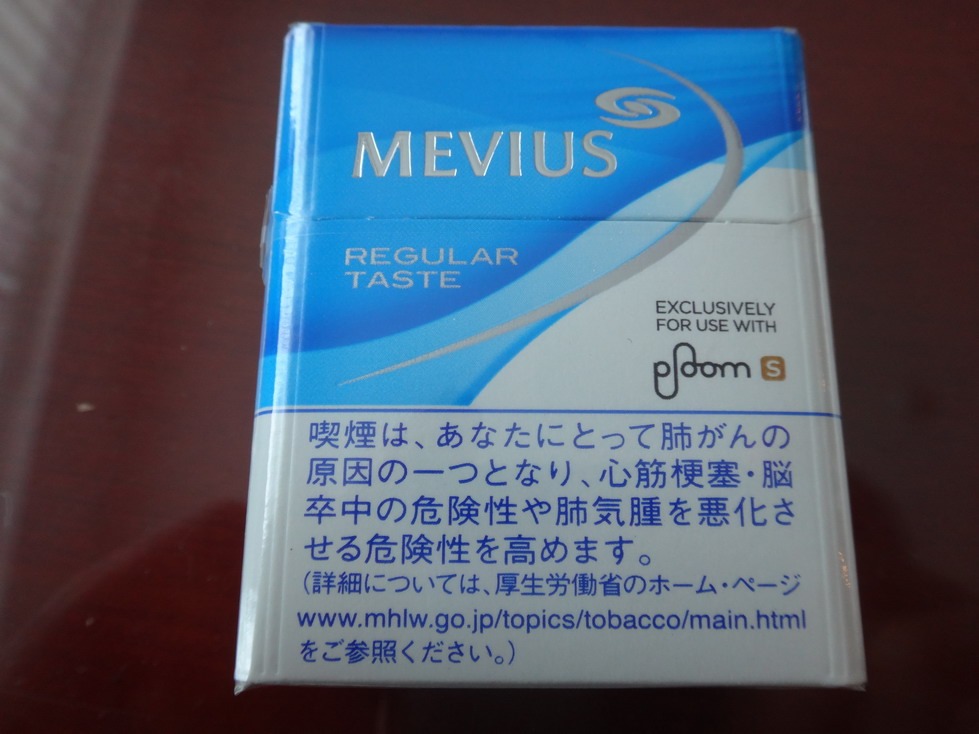 MEVIUS
REGULAR
TASTE
EXCLUSIVELY
FOR USE WITH
ploom S
喫煙は、あなたにとって肺がんの
原因の一つとなり、心筋梗塞・脳
卒中の危険性や肺気腫を悪化さ
せる危険性を高めます。
(詳細については、厚生労働省のホーム・ページ
www.mhlw.go.jp/topics/tobacco/main.html
をご参照ください。)